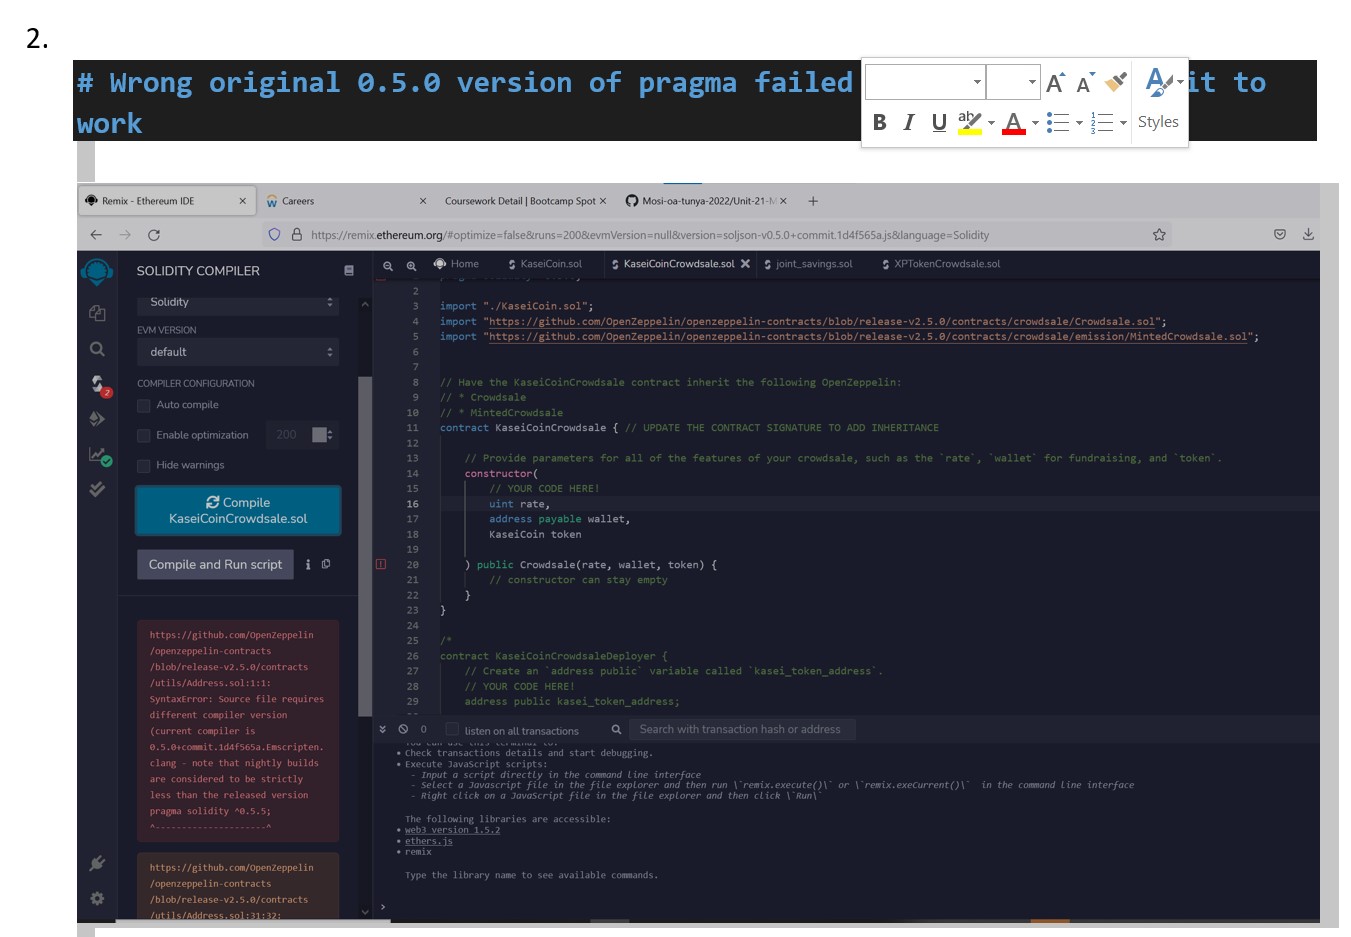 2.
# Wrong original 0.5.0 version of pragma failed it to
work
B I U ab A Styles
Remix - Ethereum IDE
Careers
Coursework Detail | Bootcamp Spot
Mosi-oa-tunya-2022/Unit-21-M
https://remix.ethereum.org/#optimize=false&runs=200&evmVersion=null&version=soljson-v0.5.0+commit.1d4f565a.js&language=Solidity
SOLIDITY COMPILER
Home
KaseiCoin.sol
KaseiCoinCrowdsale.sol
joint_savings.sol
XPTokenCrowdsale.sol
Solidity
EVM VERSION
default
COMPILER CONFIGURATION
Auto compile
Enable optimization 200
Hide warnings
2
Compile
KaseiCoinCrowdsale.sol
Compile and Run script
https://github.com/OpenZeppelin
/openzeppelin-contracts
/blob/release-v2.5.0/contracts
/utils/Address.sol:1:1:
SyntaxError: Source file requires
different compiler version
(current compiler is
0.5.0+commit.1d4f565a.Emscripten.
clang - note that nightly builds
are considered to be strictly
less than the released version
pragma solidity ^0.5.5;
^---------------------^
https://github.com/OpenZeppelin
/openzeppelin-contracts
/blob/release-v2.5.0/contracts
/utils/Address.sol:31:32:
2
3 import "./KaseiCoin.sol";
4 import "https://github.com/OpenZeppelin/openzeppelin-contracts/blob/release-v2.5.0/contracts/crowdsale/Crowdsale.sol";
5 import "https://github.com/OpenZeppelin/openzeppelin-contracts/blob/release-v2.5.0/contracts/crowdsale/emission/MintedCrowdsale.sol";
6
7
8 // Have the KaseiCoinCrowdsale contract inherit the following OpenZeppelin:
9 // * Crowdsale
10 // * MintedCrowdsale
11 contract KaseiCoinCrowdsale { // UPDATE THE CONTRACT SIGNATURE TO ADD INHERITANCE
12
13 // Provide parameters for all of the features of your crowdsale, such as the `rate`, `wallet` for fundraising, and `token`.
14 constructor(
15 // YOUR CODE HERE!
16 uint rate,
17 address payable wallet,
18 KaseiCoin token
19
20 ) public Crowdsale(rate, wallet, token) {
21 // constructor can stay empty
22 }
23 }
24
25 /*
26 contract KaseiCoinCrowdsaleDeployer {
27 // Create an `address public` variable called `kasei_token_address`.
28 // YOUR CODE HERE!
29 address public kasei_token_address;
0 listen on all transactions
Search with transaction hash or address
You can use this terminal to:
• Check transactions details and start debugging.
• Execute JavaScript scripts:
- Input a script directly in the command line interface
- Select a Javascript file in the file explorer and then run \`remix.execute()\` or \`remix.exeCurrent()\` in the command line interface
- Right click on a JavaScript file in the file explorer and then click \`Run\`
The following libraries are accessible:
• web3 version 1.5.2
• ethers.js
• remix
Type the library name to see available commands.
>